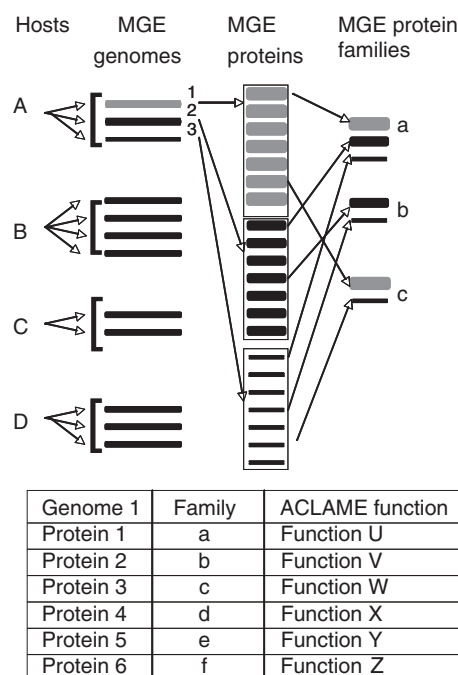 Hosts MGE genomes MGE proteins MGE protein families
A 1 2 3 a
B b
C c
D
Genome 1 Family ACLAME function
Protein 1 a Function U
Protein 2 b Function V
Protein 3 c Function W
Protein 4 d Function X
Protein 5 e Function Y
Protein 6 f Function Z